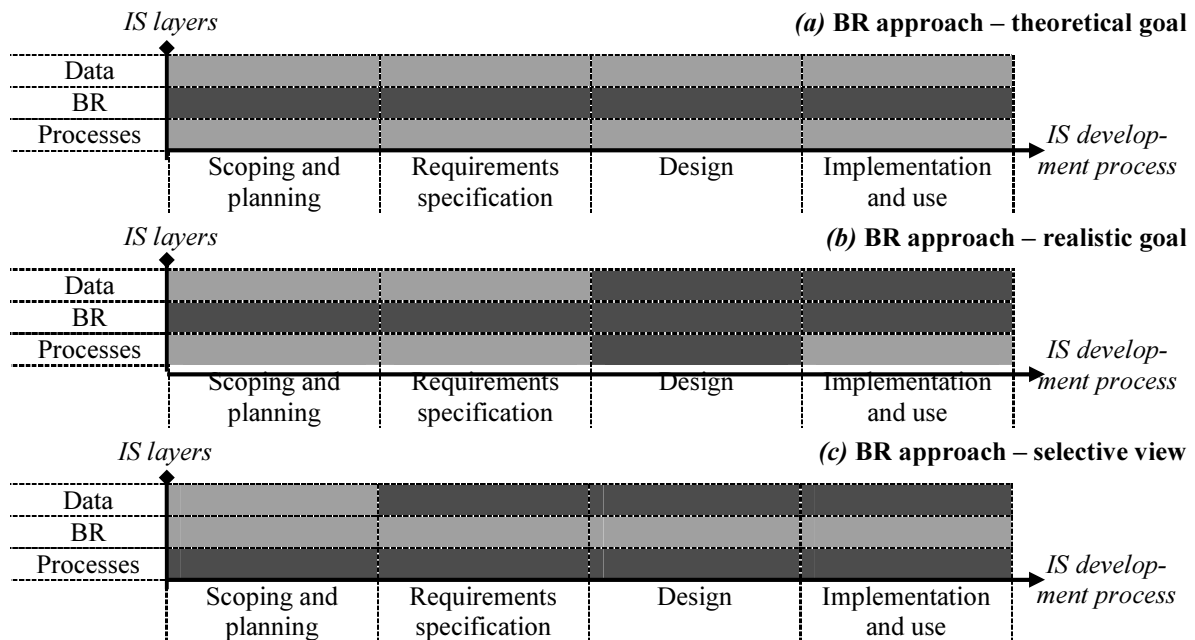 IS layers
(a) BR approach – theoretical goal
Data
BR
Processes
IS develop-
ment process
Scoping and
planning
Requirements
specification
Design
Implementation
and use
IS layers
(b) BR approach – realistic goal
Data
BR
Processes
IS develop-
ment process
Scoping and
planning
Requirements
specification
Design
Implementation
and use
IS layers
(c) BR approach – selective view
Data
BR
Processes
IS develop-
ment process
Scoping and
planning
Requirements
specification
Design
Implementation
and use